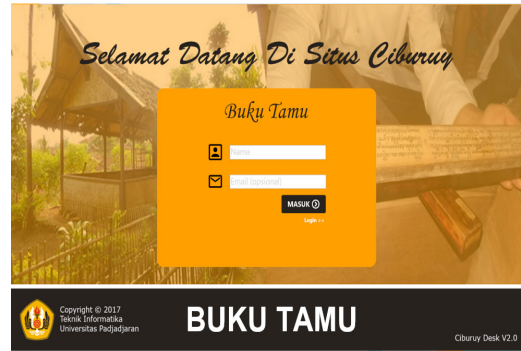 Selamat Datang Di Situs Ciburuy
Buku Tamu
Nama
Email (opsional)
MASUK
Login >>
Copyright © 2017
Teknik Informatika
Universitas Padjadjaran
BUKU TAMU
Ciburuy Desk V2.0